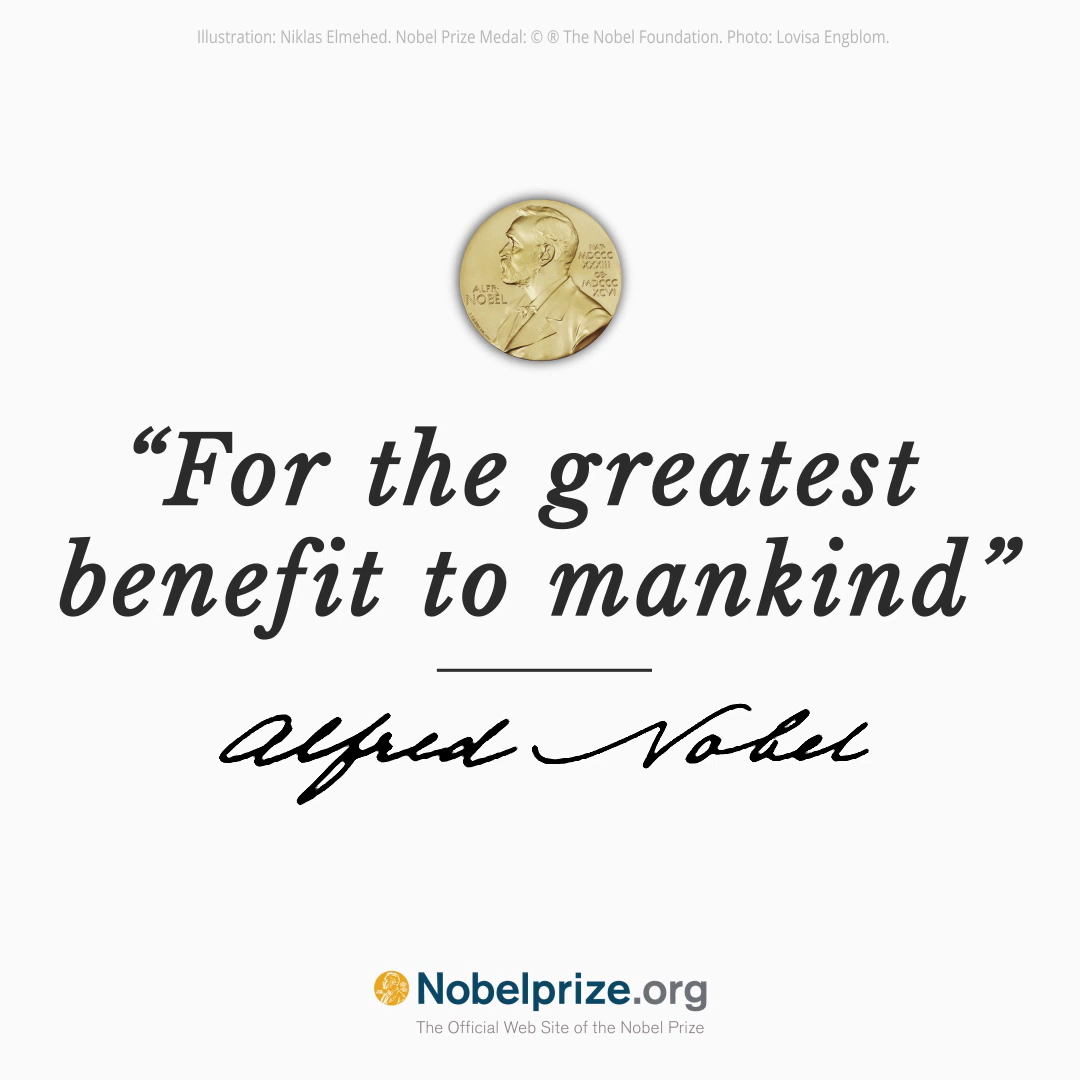 Illustration: Niklas Elmehed. Nobel Prize Medal: © ® The Nobel Foundation. Photo: Lovisa Engblom.
NAT.
MDCCC
XXXIII
OB.
MDCCC
XCVI
ALFR.
NOBEL
“For the greatest
benefit to mankind”
Alfred Nobel
Nobelprize.org
The Official Web Site of the Nobel Prize